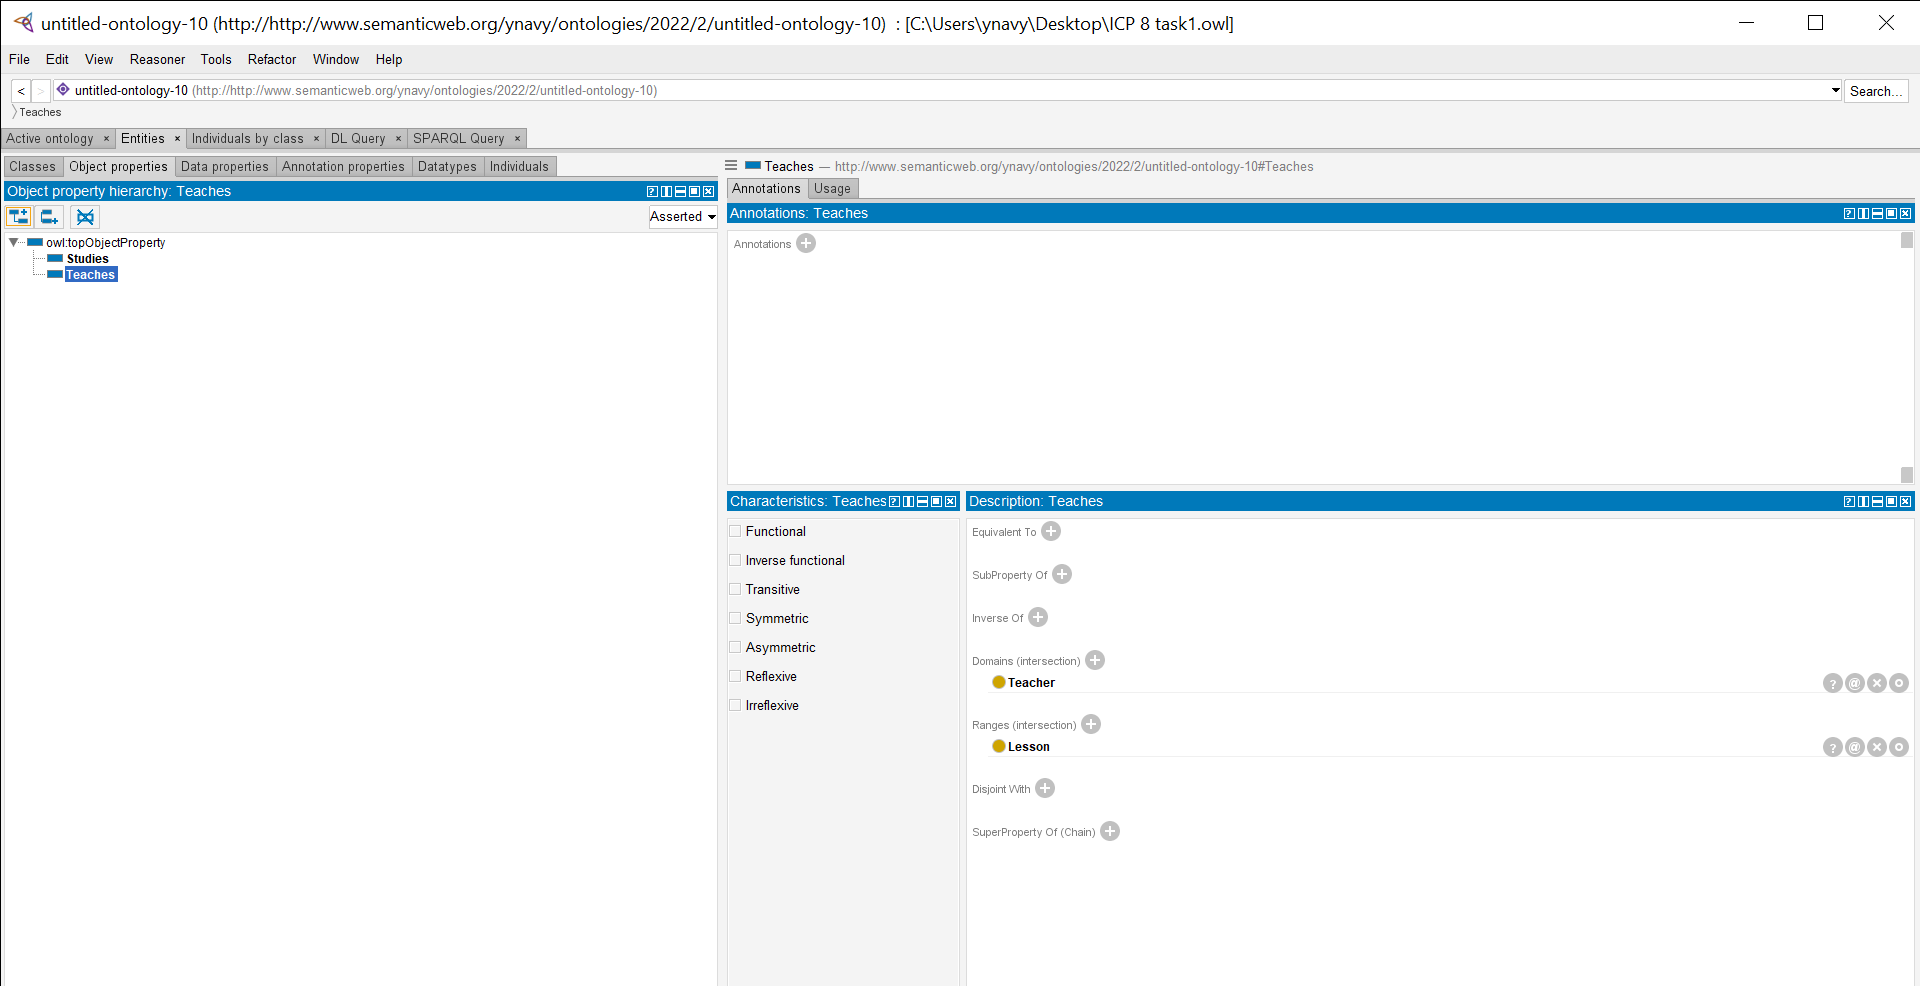 untitled-ontology-10 (http://http://www.semanticweb.org/ynavy/ontologies/2022/2/untitled-ontology-10) : [C:\Users\ynavy\Desktop\ICP 8 task1.owl]
File Edit View Reasoner Tools Refactor Window Help
< > untitled-ontology-10 (http://http://www.semanticweb.org/ynavy/ontologies/2022/2/untitled-ontology-10) Search...
Teaches
Active ontology × Entities × Individuals by class × DL Query × SPARQL Query ×
Classes Object properties Data properties Annotation properties Datatypes Individuals
Object property hierarchy: Teaches
Asserted
owl:topObjectProperty
Studies
Teaches
Teaches — http://www.semanticweb.org/ynavy/ontologies/2022/2/untitled-ontology-10#Teaches
Annotations Usage
Annotations: Teaches
Annotations
Characteristics: Teaches
Functional
Inverse functional
Transitive
Symmetric
Asymmetric
Reflexive
Irreflexive
Description: Teaches
Equivalent To
SubProperty Of
Inverse Of
Domains (intersection)
Teacher
Ranges (intersection)
Lesson
Disjoint With
SuperProperty Of (Chain)